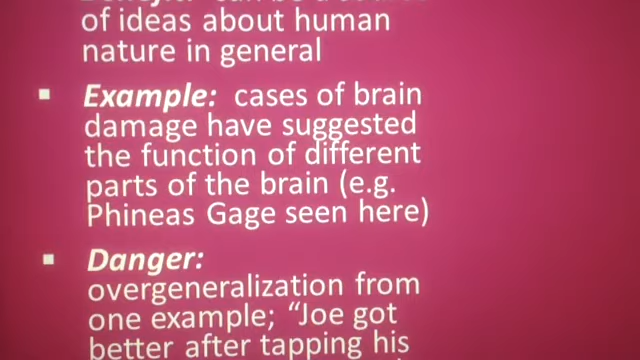 of ideas about human
nature in general
▪ Example: cases of brain
damage have suggested
the function of different
parts of the brain (e.g.
Phineas Gage seen here)
▪ Danger:
overgeneralization from
one example; “Joe got
better after tapping his